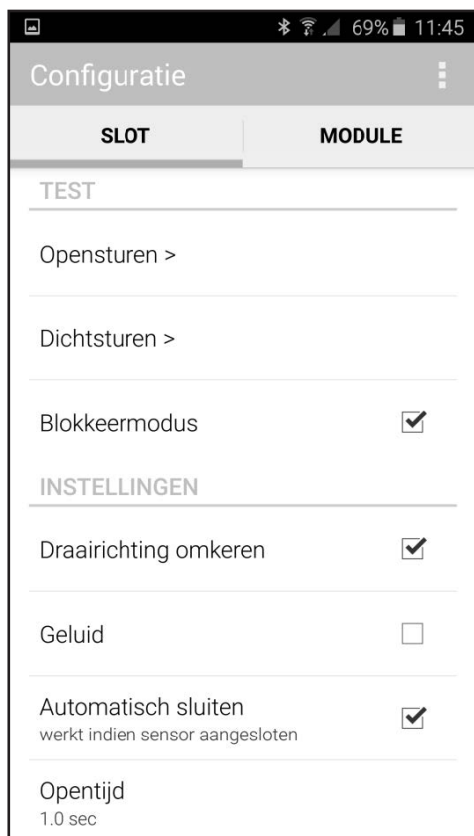 69% 11:45
Configuratie
SLOT MODULE
TEST
Opensturen >
Dichtsturen >
Blokkeermodus
INSTELLINGEN
Draairichting omkeren
Geluid
Automatisch sluiten
werkt indien sensor aangesloten
Opentijd
1.0 sec